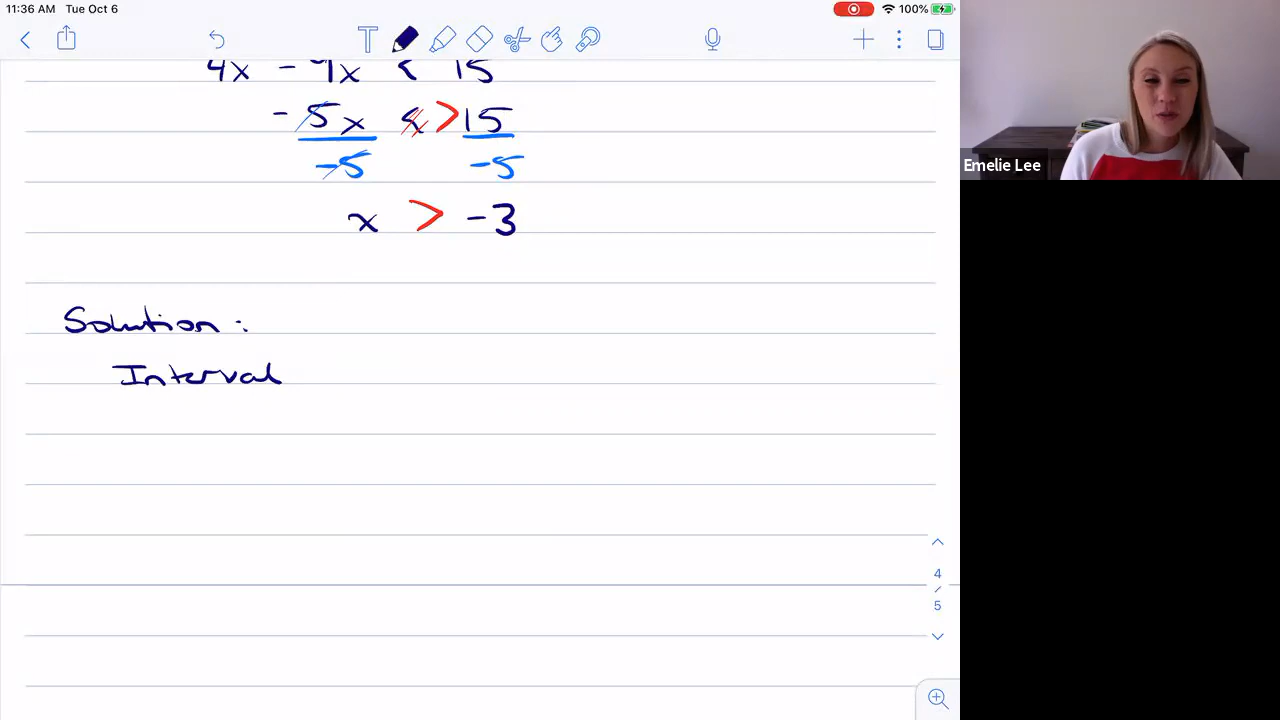 11:36 AM Tue Oct 6
100%
4x - 9x < 15
-5x < > 15
-5 -5
x > -3
Solution:
Interval
4
/
5
Emelie Lee